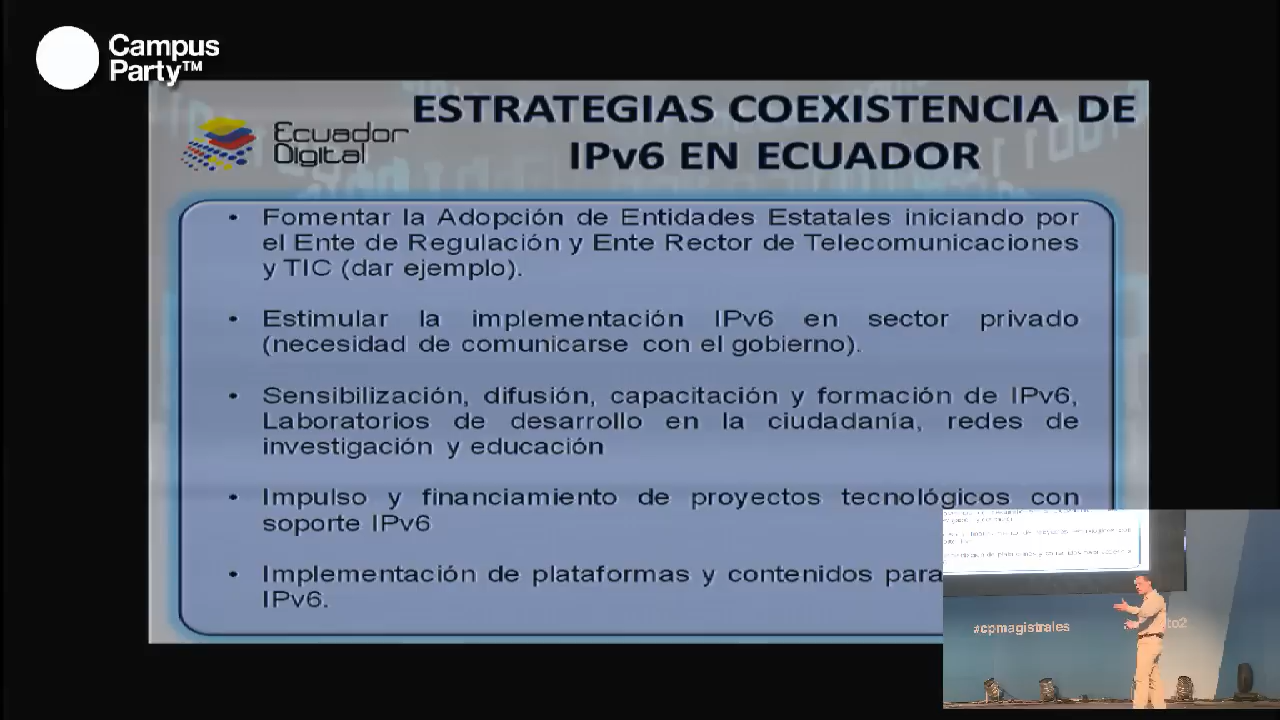 Campus
Party™
Ecuador
Digital
ESTRATEGIAS COEXISTENCIA DE
IPv6 EN ECUADOR
• Fomentar la Adopción de Entidades Estatales iniciando por
el Ente de Regulación y Ente Rector de Telecomunicaciones
y TIC (dar ejemplo).
• Estimular la implementación IPv6 en sector privado
(necesidad de comunicarse con el gobierno).
• Sensibilización, difusión, capacitación y formación de IPv6,
Laboratorios de desarrollo en la ciudadanía, redes de
investigación y educación
• Impulso y financiamiento de proyectos tecnológicos con
soporte IPv6
• Implementación de plataformas y contenidos para
IPv6.
#cpmagistrales